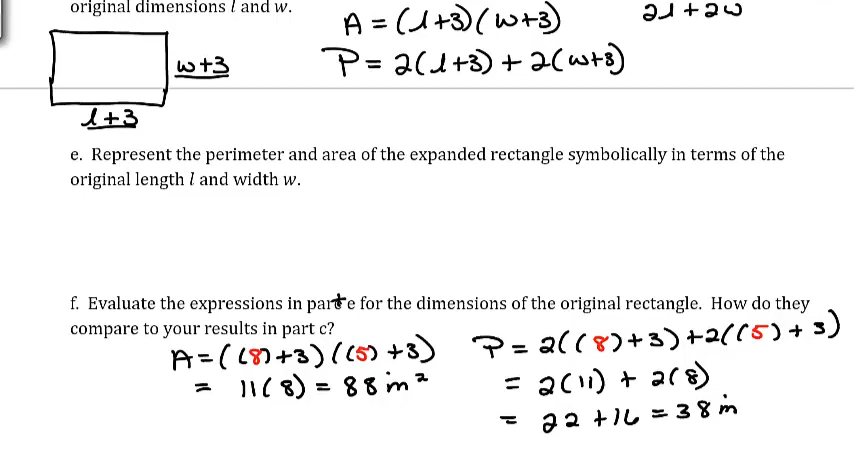 original dimensions l and w.
A = (l+3)(w+3)
2l + 2w
w+3
P = 2(l+3) + 2(w+3)
l+3
e. Represent the perimeter and area of the expanded rectangle symbolically in terms of the
original length l and width w.
f. Evaluate the expressions in part e for the dimensions of the original rectangle. How do they
compare to your results in part c?
A = ((8)+3)((5)+3)
= 11(8) = 88 in²
P = 2((8)+3)+2((5)+3)
= 2(11) + 2(8)
= 22 + 16 = 38 in